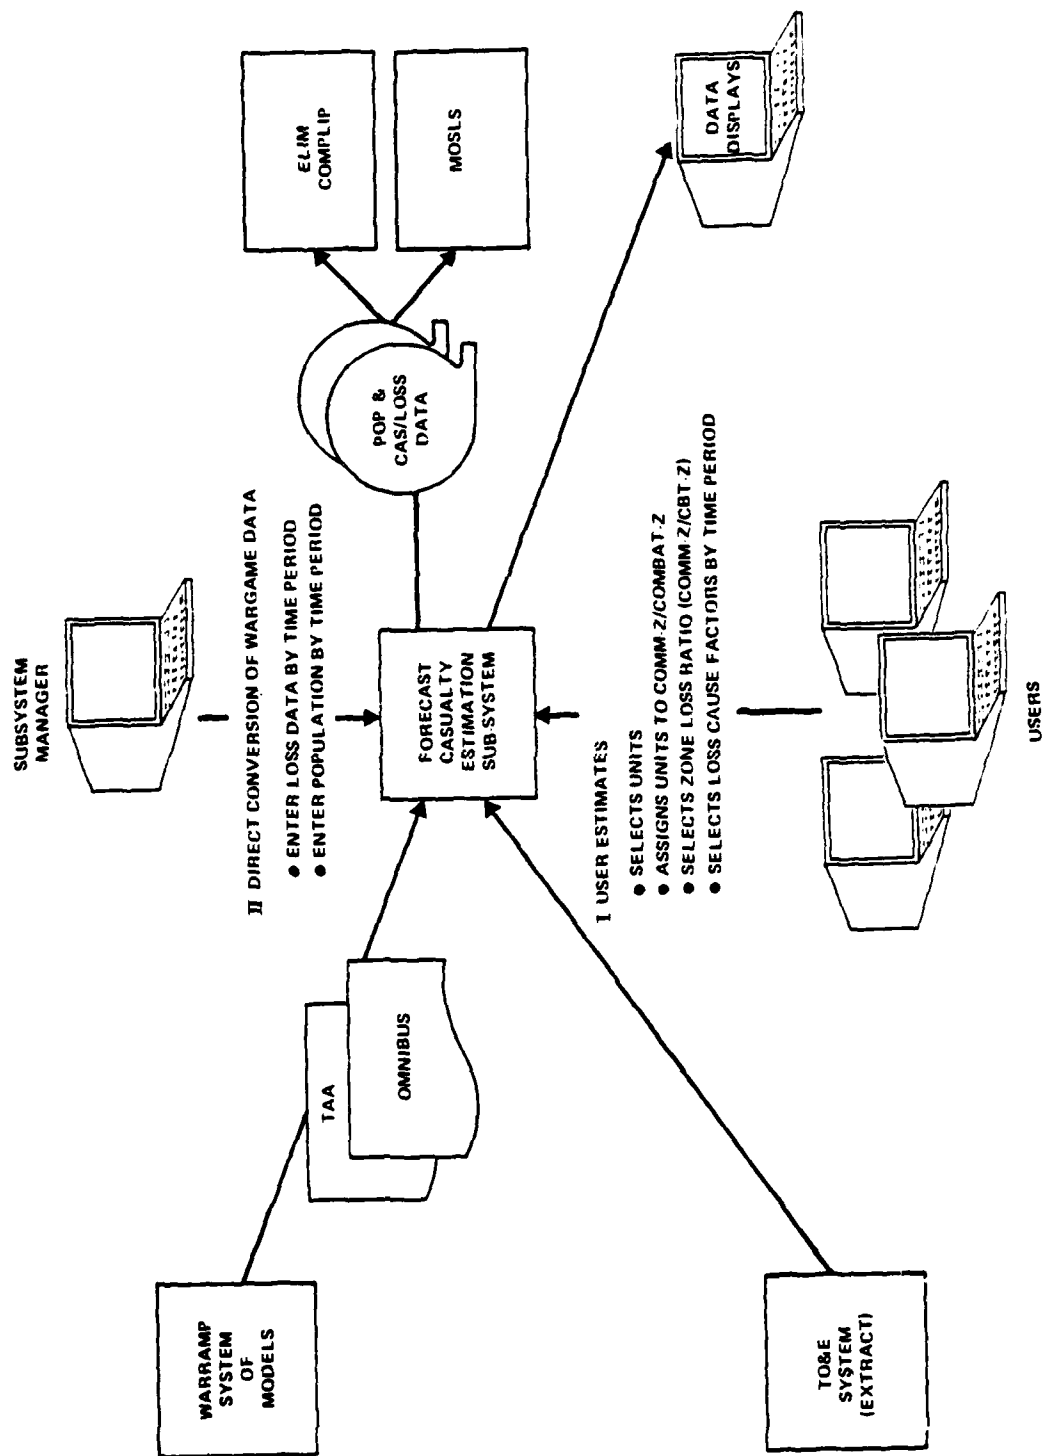 SUBSYSTEM
MANAGER
II DIRECT CONVERSION OF WARGAME DATA
● ENTER LOSS DATA BY TIME PERIOD
● ENTER POPULATION BY TIME PERIOD
WARRAMP
SYSTEM
OF
MODELS
TAA
OMNIBUS
FORECAST
CASUALTY
ESTIMATION
SUB-SYSTEM
POP &
CAS/LOSS
DATA
ELIM
COMPLIP
MOSLS
TO&E
SYSTEM
(EXTRACT)
I USER ESTIMATES
● SELECTS UNITS
● ASSIGNS UNITS TO COMM-Z/COMBAT-Z
● SELECTS ZONE LOSS RATIO (COMM-Z/CBT-Z)
● SELECTS LOSS CAUSE FACTORS BY TIME PERIOD
DATA
DISPLAYS
USERS